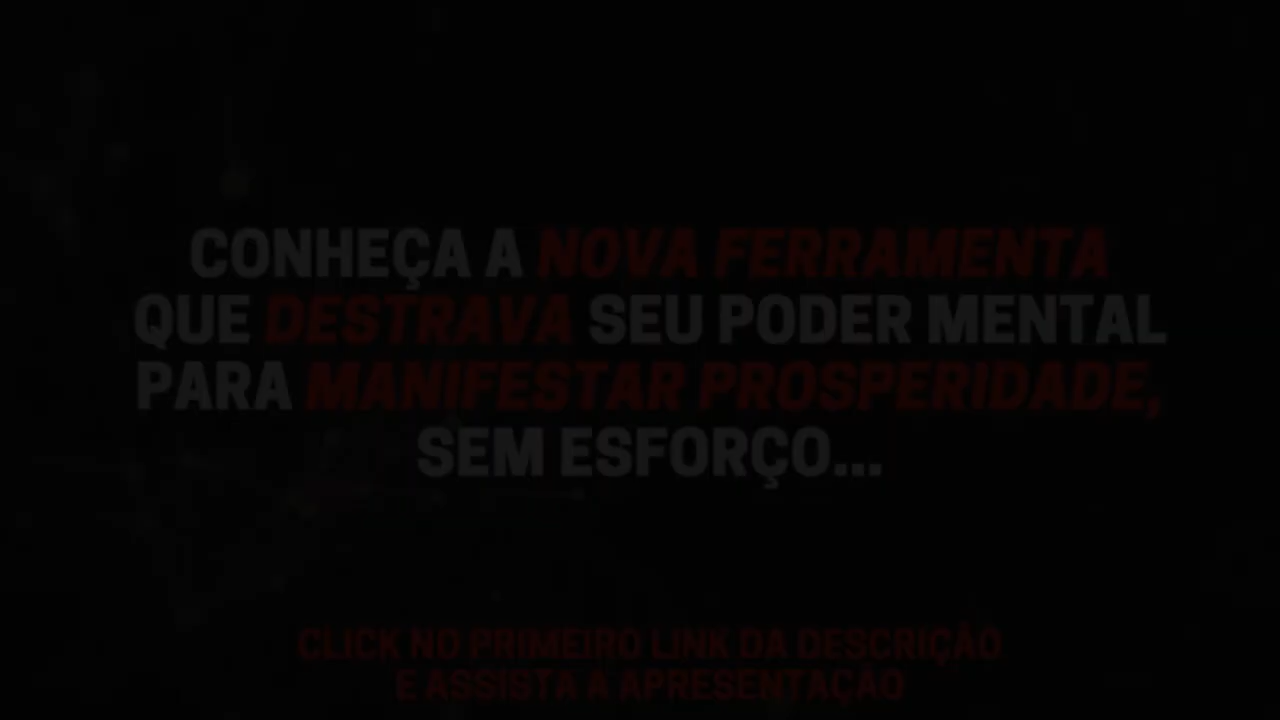 CONHEÇA A NOVA FERRAMENTA
QUE DESTRAVA SEU PODER MENTAL
PARA MANIFESTAR PROSPERIDADE,
SEM ESFORÇO...
CLICK NO PRIMEIRO LINK DA DESCRIÇÃO
E ASSISTA A APRESENTAÇÃO